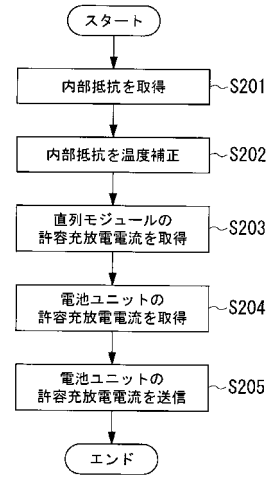 スタート
内部抵抗を取得
S201
内部抵抗を温度補正
S202
直列モジュールの
許容充放電電流を取得
S203
電池ユニットの
許容充放電電流を取得
S204
電池ユニットの
許容充放電電流を送信
S205
エンド